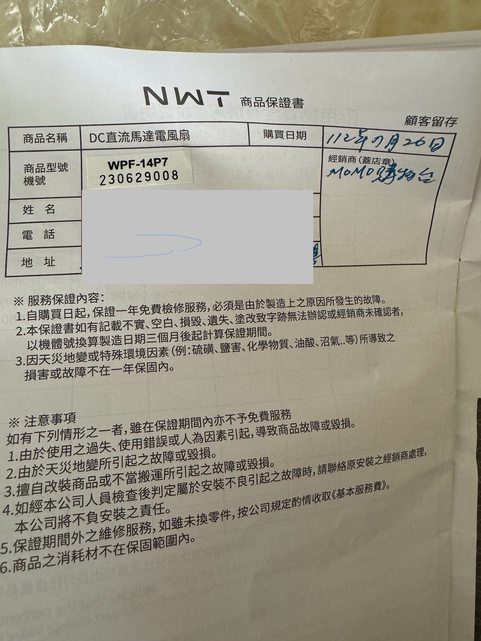 NWT 商品保證書
顧客留存
商品名稱 DC直流馬達電風扇 購買日期 112年7月26日
商品型號 WPF-14P7 經銷商(蓋店章)
機號 230629008 MOMO購物台
姓名
電話
地址
※ 服務保證內容:
1.自購買日起,保證一年免費檢修服務,必須是由於製造上之原因所發生的故障。
2.本保證書如有記載不實、空白、損毀、遺失、塗改致字跡無法辦認或經銷商未確認者,
以機體號換算製造日期三個月後起計算保證期間。
3.因天災地變或特殊環境因素(例:硫磺、鹽害、化學物質、油酸、沼氣..等)所導致之
損害或故障不在一年保固內。
※ 注意事項
如有下列情形之一者,雖在保證期間內亦不予免費服務
1.由於使用之過失、使用錯誤或人為因素引起,導致商品故障或毀損。
2.由於天災地變所引起之故障或毀損。
3.擅自改裝商品或不當搬運所引起之故障或毀損。
4.如經本公司人員檢查後判定屬於安裝不良引起之故障時,請聯絡原安裝之經銷商處理,
本公司將不負安裝之責任。
5.保證期間外之維修服務,如雖未換零件,按公司規定酌情收取《基本服務費》。
6.商品之消耗材不在保固範圍內。